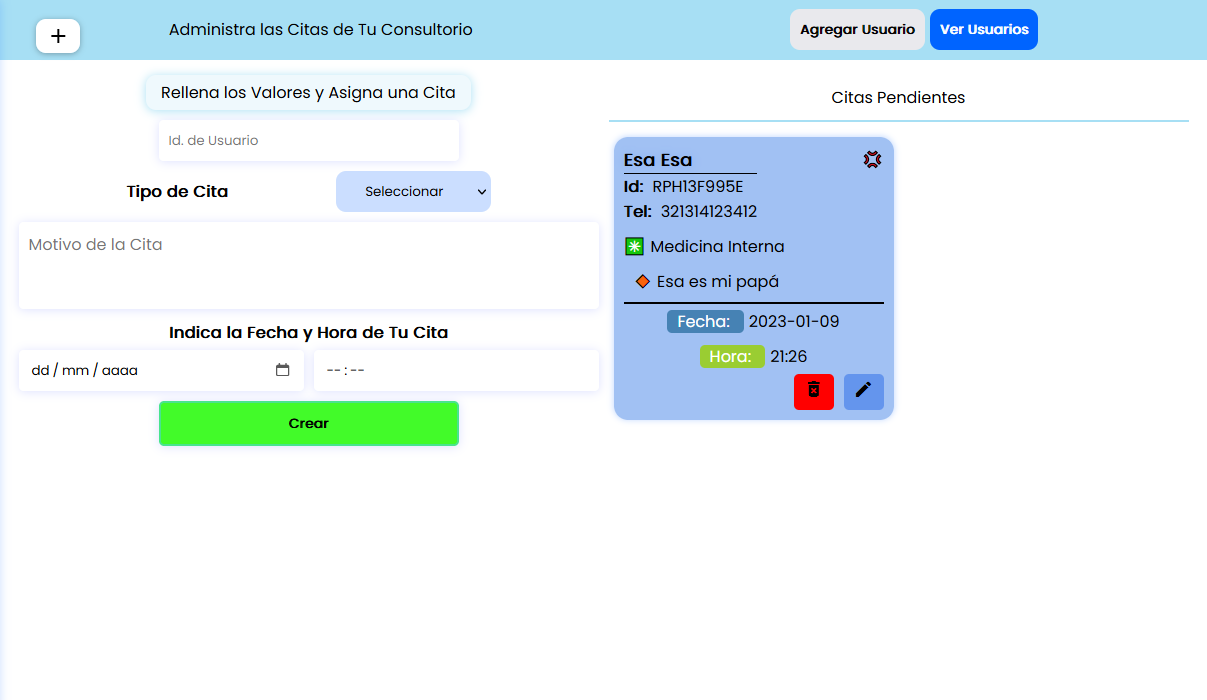 +
Administra las Citas de Tu Consultorio
Agregar Usuario
Ver Usuarios
Rellena los Valores y Asigna una Cita
Id. de Usuario
Tipo de Cita
Seleccionar
Motivo de la Cita
Indica la Fecha y Hora de Tu Cita
dd / mm / aaaa
-- : --
Crear
Citas Pendientes
Esa Esa
Id: RPH13F995E
Tel: 321314123412
Medicina Interna
Esa es mi papá
Fecha: 2023-01-09
Hora: 21:26